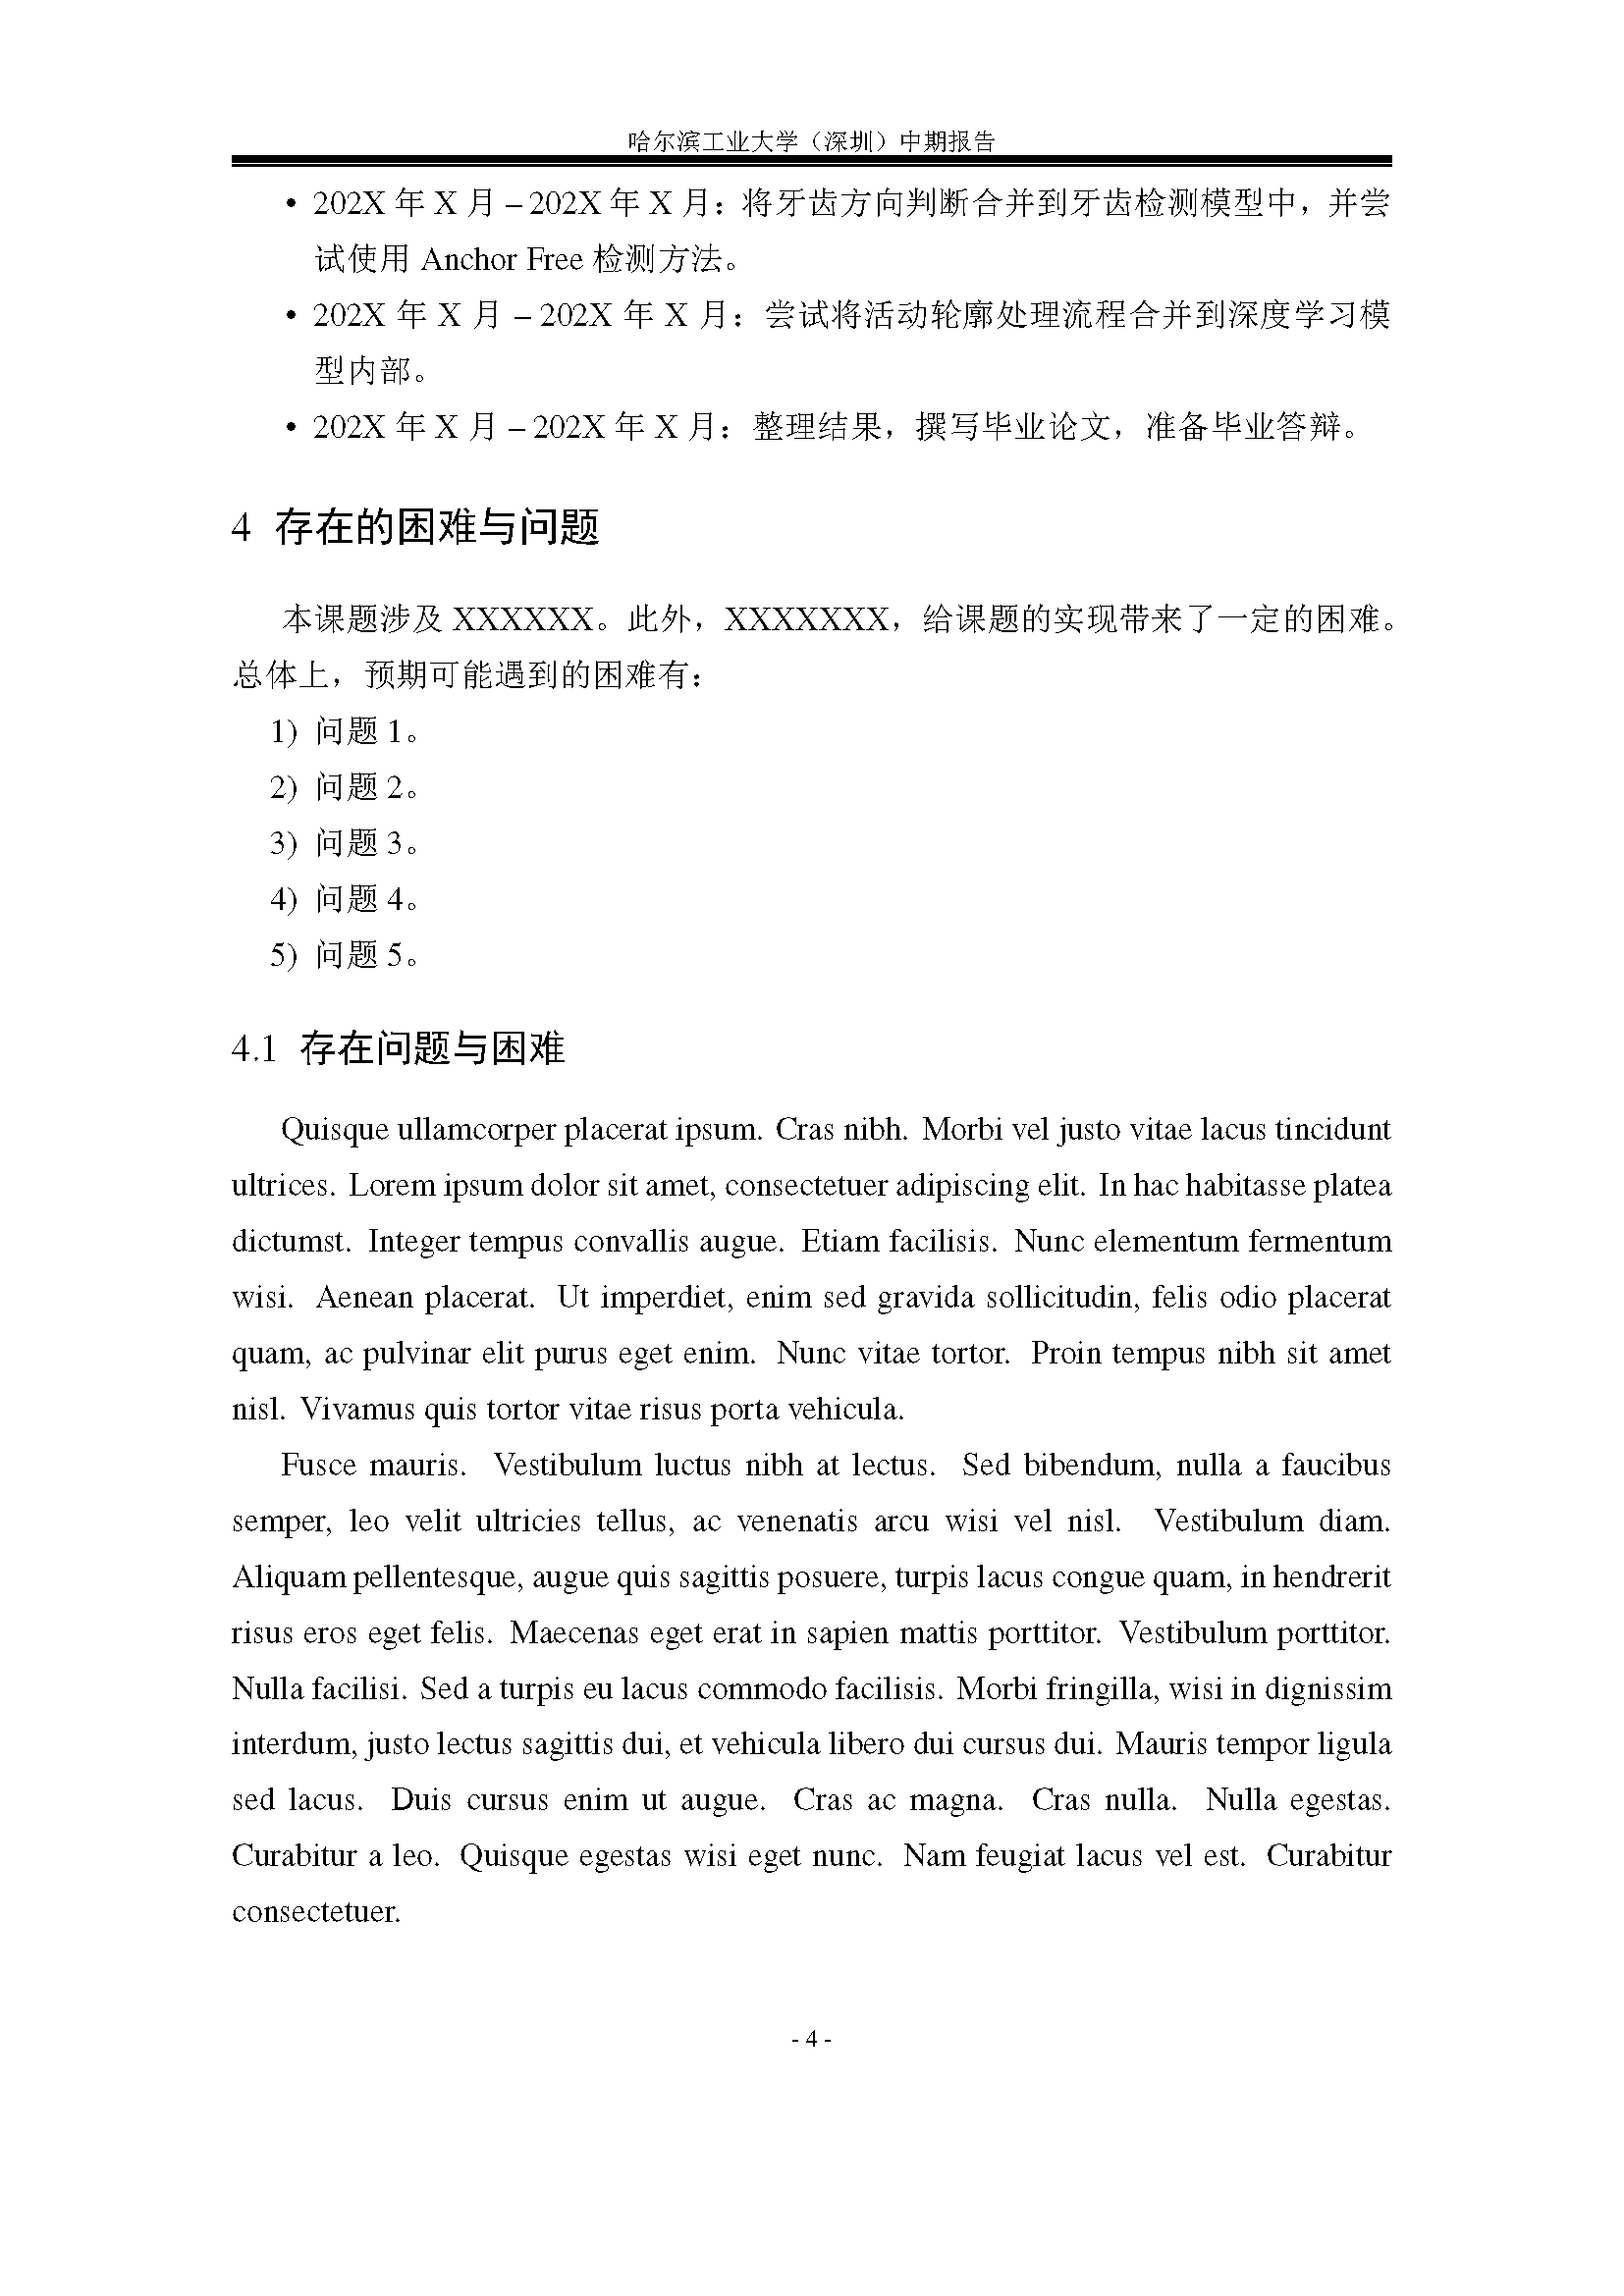 哈尔滨工业大学（深圳）中期报告
• 202X 年 X 月 – 202X 年 X 月：将牙齿方向判断合并到牙齿检测模型中，并尝
试使用 Anchor Free 检测方法。
• 202X 年 X 月 – 202X 年 X 月：尝试将活动轮廓处理流程合并到深度学习模
型内部。
• 202X 年 X 月 – 202X 年 X 月：整理结果，撰写毕业论文，准备毕业答辩。
4 存在的困难与问题
本课题涉及 XXXXXX。此外，XXXXXXX，给课题的实现带来了一定的困难。
总体上，预期可能遇到的困难有：
1) 问题 1。
2) 问题 2。
3) 问题 3。
4) 问题 4。
5) 问题 5。
4.1 存在问题与困难
Quisque ullamcorper placerat ipsum. Cras nibh. Morbi vel justo vitae lacus tincidunt
ultrices. Lorem ipsum dolor sit amet, consectetuer adipiscing elit. In hac habitasse platea
dictumst. Integer tempus convallis augue. Etiam facilisis. Nunc elementum fermentum
wisi. Aenean placerat. Ut imperdiet, enim sed gravida sollicitudin, felis odio placerat
quam, ac pulvinar elit purus eget enim. Nunc vitae tortor. Proin tempus nibh sit amet
nisl. Vivamus quis tortor vitae risus porta vehicula.
Fusce mauris. Vestibulum luctus nibh at lectus. Sed bibendum, nulla a faucibus
semper, leo velit ultricies tellus, ac venenatis arcu wisi vel nisl. Vestibulum diam.
Aliquam pellentesque, augue quis sagittis posuere, turpis lacus congue quam, in hendrerit
risus eros eget felis. Maecenas eget erat in sapien mattis porttitor. Vestibulum porttitor.
Nulla facilisi. Sed a turpis eu lacus commodo facilisis. Morbi fringilla, wisi in dignissim
interdum, justo lectus sagittis dui, et vehicula libero dui cursus dui. Mauris tempor ligula
sed lacus. Duis cursus enim ut augue. Cras ac magna. Cras nulla. Nulla egestas.
Curabitur a leo. Quisque egestas wisi eget nunc. Nam feugiat lacus vel est. Curabitur
consectetuer.
- 4 -